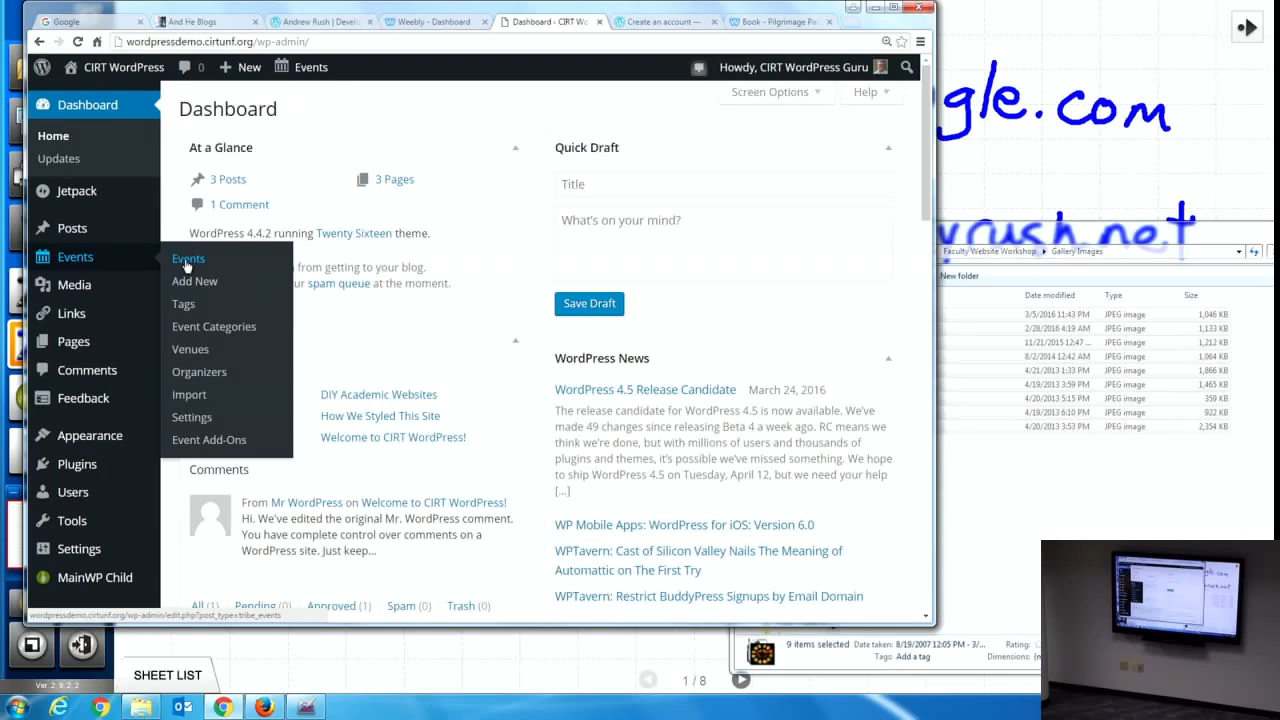 Google
And He Blogs
Andrew Rush | Devel
Weebly - Dashboard
Dashboard ‹ CIRT Wo
Create an account —
Book - Pilgrimage Pa
wordpressdemo.cirtunf.org/wp-admin/
CIRT WordPress
0
New
Events
Howdy, CIRT WordPress Guru
Dashboard
Home
Updates
Jetpack
Posts
Events
Media
Links
Pages
Comments
Feedback
Appearance
Plugins
Users
Tools
Settings
MainWP Child
Events
Add New
Tags
Event Categories
Venues
Organizers
Import
Settings
Event Add-Ons
Dashboard
Screen Options
Help
At a Glance
3 Posts
3 Pages
1 Comment
WordPress 4.4.2 running Twenty Sixteen theme.
from getting to your blog.
ur spam queue at the moment.
DIY Academic Websites
How We Styled This Site
Welcome to CIRT WordPress!
Comments
From Mr WordPress on Welcome to CIRT WordPress!
Hi. We've edited the original Mr. WordPress comment.
You have complete control over comments on a
WordPress site. Just keep...
All (1)
Pending (0)
Approved (1)
Spam (0)
Trash (0)
Quick Draft
Title
What's on your mind?
Save Draft
WordPress News
WordPress 4.5 Release Candidate March 24, 2016
The release candidate for WordPress 4.5 is now available. We've
made 49 changes since releasing Beta 4 a week ago. RC means we
think we're done, but with millions of users and thousands of
plugins and themes, it's possible we've missed something. We hope
to ship WordPress 4.5 on Tuesday, April 12, but we need your help
[...]
WP Mobile Apps: WordPress for iOS: Version 6.0
WPTavern: Cast of Silicon Valley Nails The Meaning of
Automattic on The First Try
WPTavern: Restrict BuddyPress Signups by Email Domain
wordpressdemo.cirtunf.org/wp-admin/edit.php?post_type=tribe_events
gle.com
yrush.net
Faculty Website Workshop
Gallery Images
New folder
Date modified
Type
Size
3/5/2016 11:43 PM JPEG image 1,046 KB
2/28/2016 4:19 AM JPEG image 1,133 KB
11/21/2015 12:47 ... JPEG image 1,212 KB
8/2/2014 12:42 AM JPEG image 1,064 KB
4/21/2013 1:33 PM JPEG image 1,866 KB
4/19/2013 3:59 PM JPEG image 1,465 KB
4/20/2013 5:15 PM JPEG image 359 KB
4/19/2013 6:10 PM JPEG image 922 KB
4/20/2013 3:53 PM JPEG image 2,354 KB
9 items selected
Date taken: 8/19/2007 12:05 PM - 3/...
Rating:
Tags: Add a tag
Dimensions:
Ver. 2.9.2.2
SHEET LIST
1 / 8